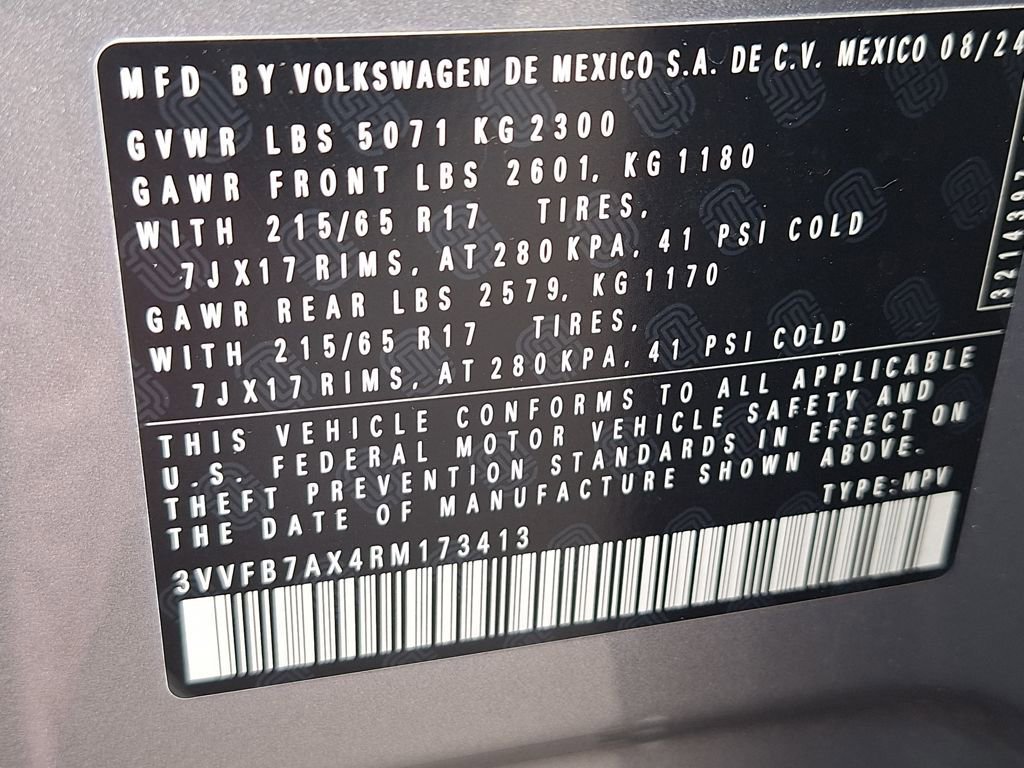 MFD BY VOLKSWAGEN DE MEXICO S.A. DE C.V. MEXICO 08/24
GVWR LBS 5071 KG 2300
GAWR FRONT LBS 2601, KG 1180
WITH 215/65 R17 TIRES,
7JX17 RIMS, AT 280 KPA, 41 PSI COLD
GAWR REAR LBS 2579, KG 1170
WITH 215/65 R17 TIRES,
7JX17 RIMS, AT 280 KPA, 41 PSI COLD
THIS VEHICLE CONFORMS TO ALL APPLICABLE
U.S. FEDERAL MOTOR VEHICLE SAFETY AND
THEFT PREVENTION STANDARDS IN EFFECT ON
THE DATE OF MANUFACTURE SHOWN ABOVE.
TYPE:MPV
3VVFB7AX4RM173413